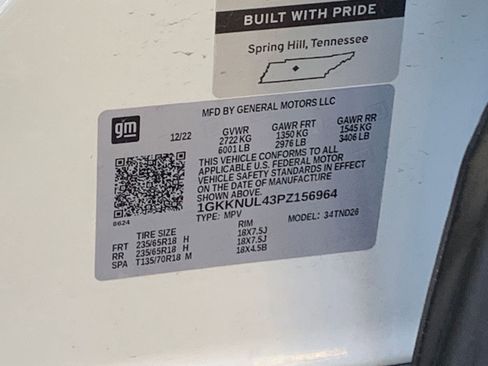 BUILT WITH PRIDE
Spring Hill, Tennessee
gm
MFD BY GENERAL MOTORS LLC
12/22 GVWR GAWR FRT GAWR RR
2722 KG 1350 KG 1545 KG
6001 LB 2976 LB 3406 LB
THIS VEHICLE CONFORMS TO ALL
APPLICABLE U.S. FEDERAL MOTOR
VEHICLE SAFETY STANDARDS IN EFFECT
ON THE DATE OF MANUFACTURE
SHOWN ABOVE.
1GKKNUL43PZ156964
8624
TYPE: MPV MODEL: 34TND26
TIRE SIZE RIM
FRT 235/65R18 H 18X7.5J
RR 235/65R18 H 18X7.5J
SPA T135/70R18 M 18X4.5B